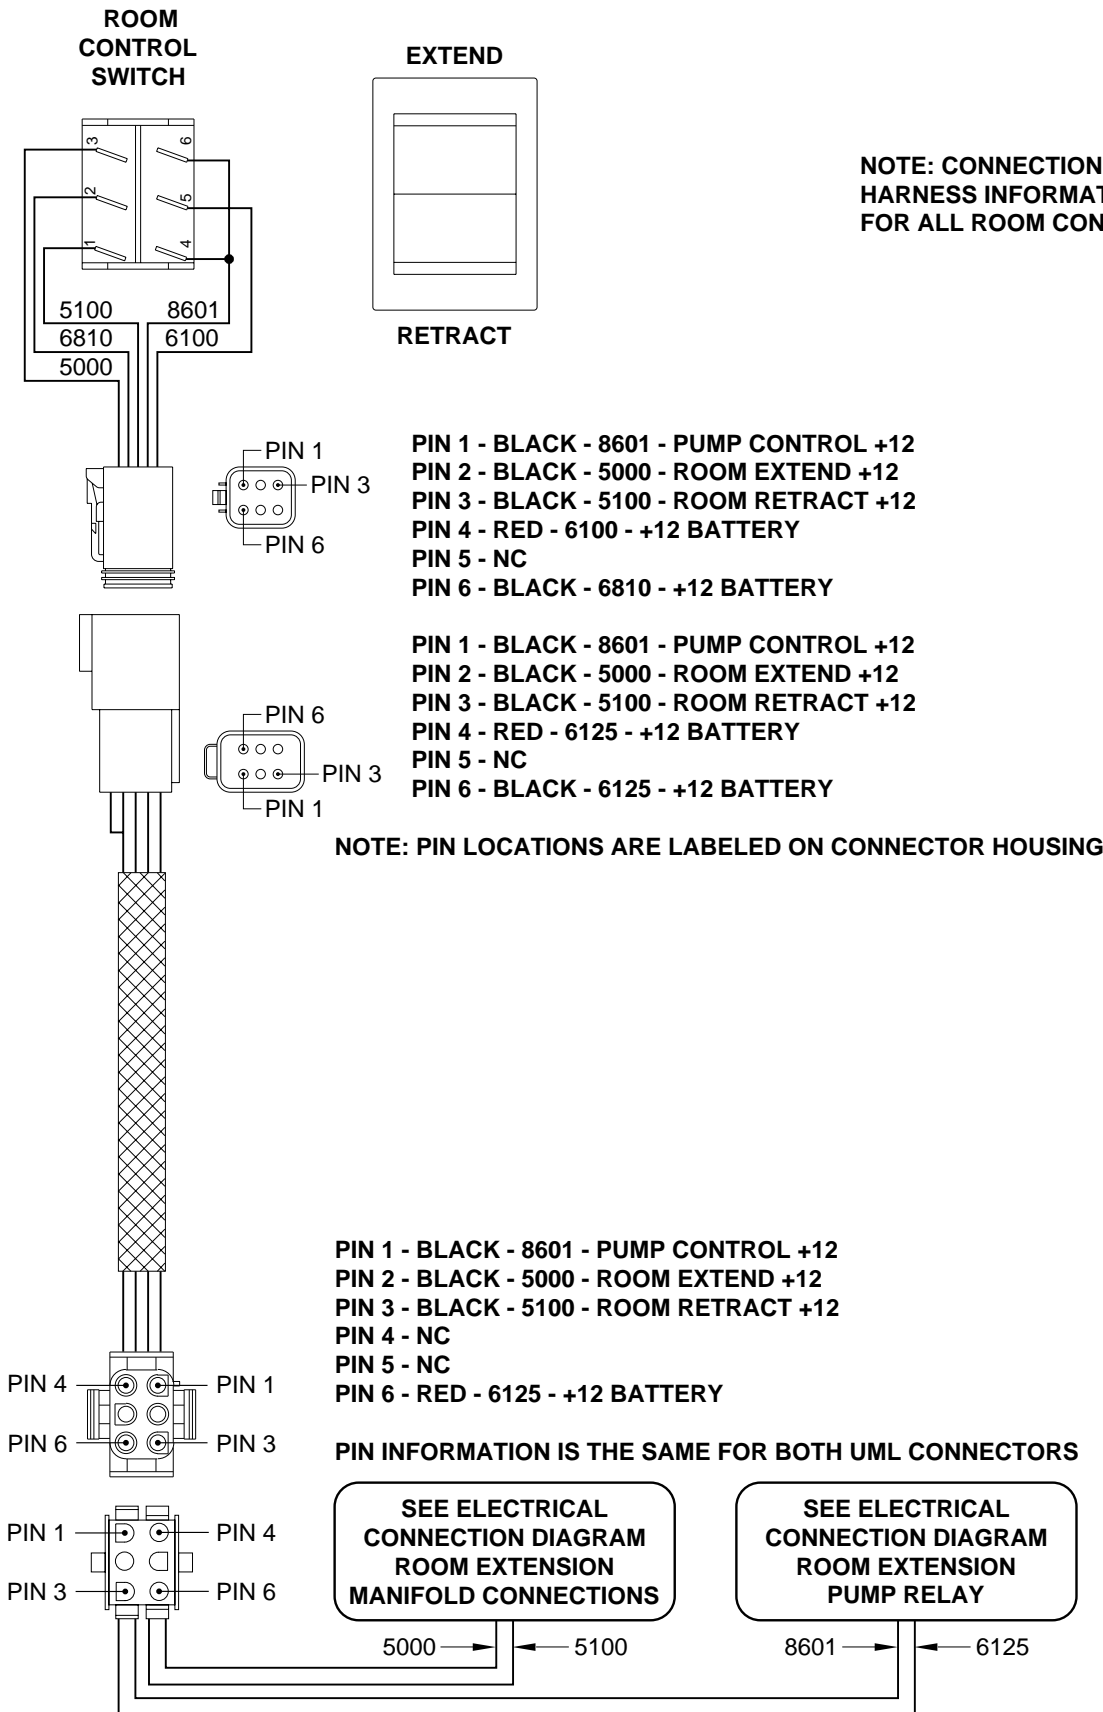 ROOM
CONTROL
SWITCH
EXTEND
RETRACT
3
6
2
5
1
4
NOTE: CONNECTION
HARNESS
FOR ALL ROOM
5100
8601
6810
6100
5000
PIN 1
PIN 3
PIN 6
PIN 1 - BLACK - 8601 - PUMP CONTROL +12
PIN 2 - BLACK - 5000 - ROOM EXTEND +12
PIN 3 - BLACK - 5100 - ROOM RETRACT +12
PIN 4 - RED - 6100 - +12 BATTERY
PIN 5 - NC
PIN 6 - BLACK - 6810 - +12 BATTERY
PIN 6
PIN 3
PIN 1
PIN 1 - BLACK - 8601 - PUMP CONTROL +12
PIN 2 - BLACK - 5000 - ROOM EXTEND +12
PIN 3 - BLACK - 5100 - ROOM RETRACT +12
PIN 4 - RED - 6125 - +12 BATTERY
PIN 5 - NC
PIN 6 - BLACK - 6125 - +12 BATTERY
NOTE: PIN LOCATIONS ARE LABELED ON CONNECTOR HOUSING
PIN 1 - BLACK - 8601 - PUMP CONTROL +12
PIN 2 - BLACK - 5000 - ROOM EXTEND +12
PIN 3 - BLACK - 5100 - ROOM RETRACT +12
PIN 4 - NC
PIN 5 - NC
PIN 6 - RED - 6125 - +12 BATTERY
PIN 4
PIN 1
PIN 6
PIN 3
PIN INFORMATION IS THE SAME FOR BOTH UML CONNECTORS
PIN 1
PIN 4
PIN 3
PIN 6
SEE ELECTRICAL
CONNECTION DIAGRAM
ROOM EXTENSION
MANIFOLD CONNECTIONS
SEE ELECTRICAL
CONNECTION DIAGRAM
ROOM EXTENSION
PUMP RELAY
5000
5100
8601
6125